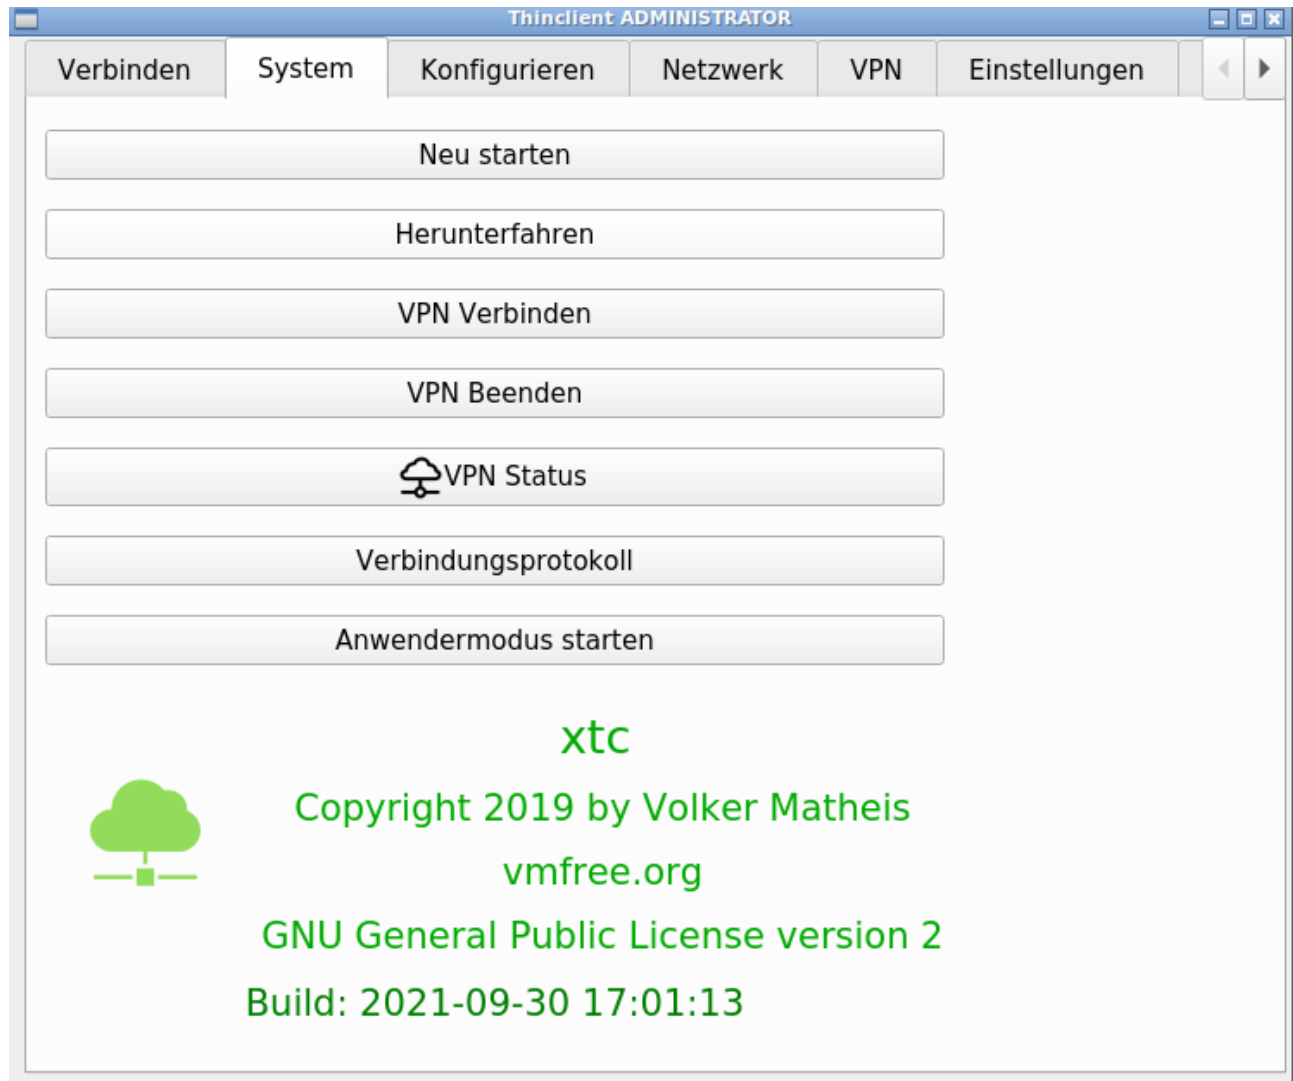 Thinclient ADMINISTRATOR
Verbinden System Konfigurieren Netzwerk VPN Einstellungen
Neu starten
Herunterfahren
VPN Verbinden
VPN Beenden
VPN Status
Verbindungsprotokoll
Anwendermodus starten
xtc
Copyright 2019 by Volker Matheis
vmfree.org
GNU General Public License version 2
Build: 2021-09-30 17:01:13